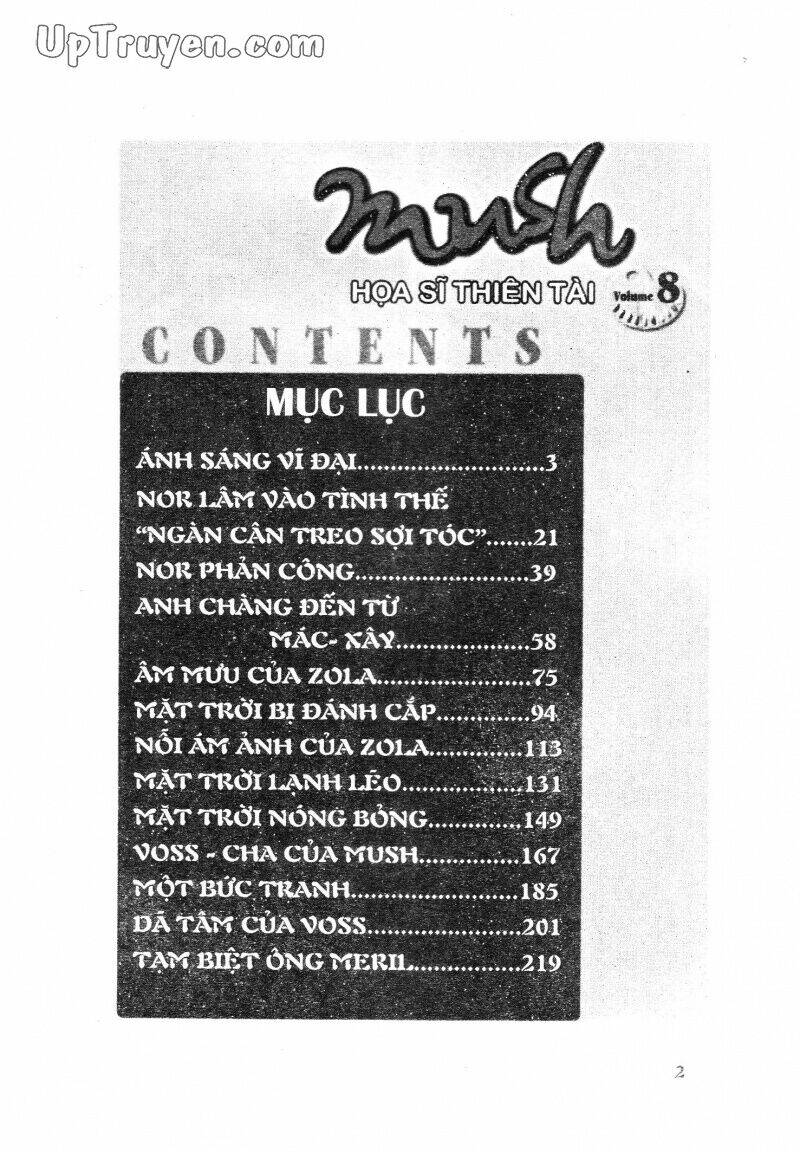 UpTruyen.com
mush
HỌA SĨ THIÊN TÀI Volume 8
CONTENTS
MỤC LỤC
ÁNH SÁNG VĨ ĐẠI............................3
NOR LÂM VÀO TÌNH THẾ
“NGÀN CÂN TREO SỢI TÓC”.......21
NOR PHẢN CÔNG..........................39
ANH CHÀNG ĐẾN TỪ
MÁC- XÂY....................58
ÂM MƯU CỦA ZOLA.......................75
MẶT TRỜI BỊ ĐÁNH CẮP..............94
NỖI ÁM ẢNH CỦA ZOLA..............113
MẶT TRỜI LẠNH LẼO..................131
MẶT TRỜI NÓNG BỎNG..............149
VOSS - CHA CỦA MUSH...............167
MỘT BỨC TRANH.........................185
DÃ TÂM CỦA VOSS.......................201
TẠM BIỆT ÔNG MERIL................219
2